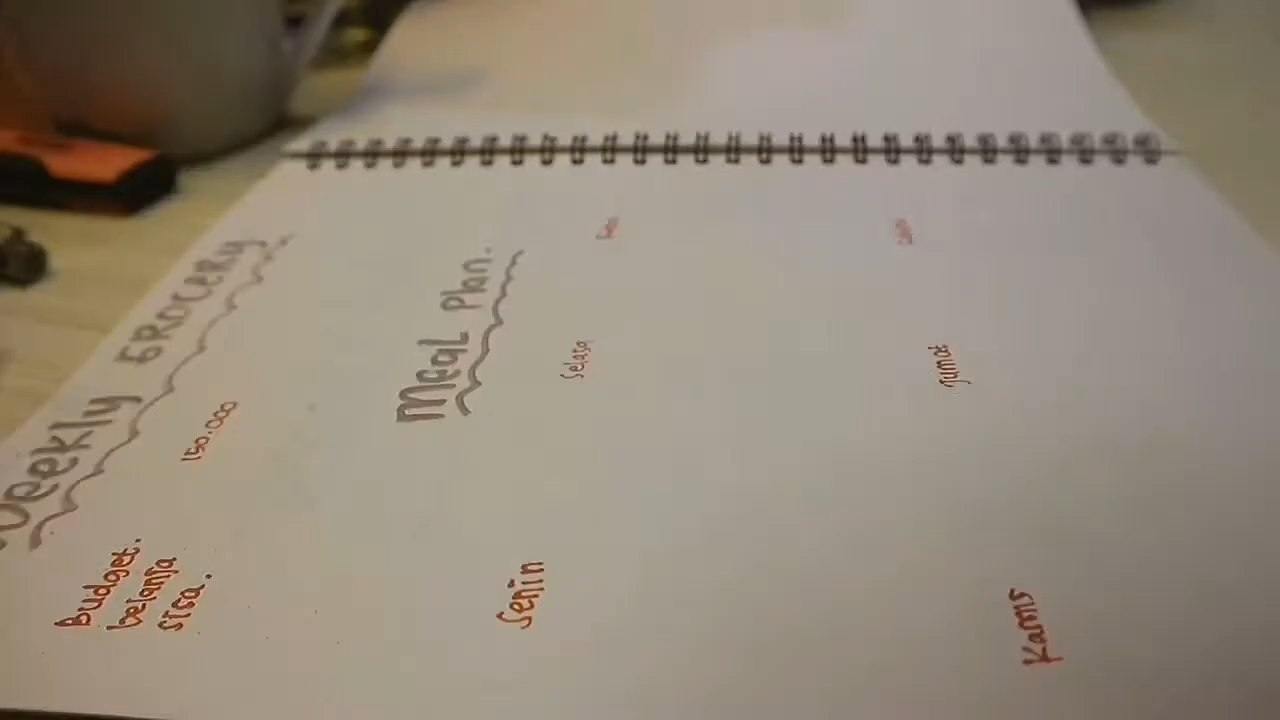 Weekly GROCERY
budget: 150.000
belanja
sisa.
Meal Plan.
Senin Selasa
Kamis Jumat